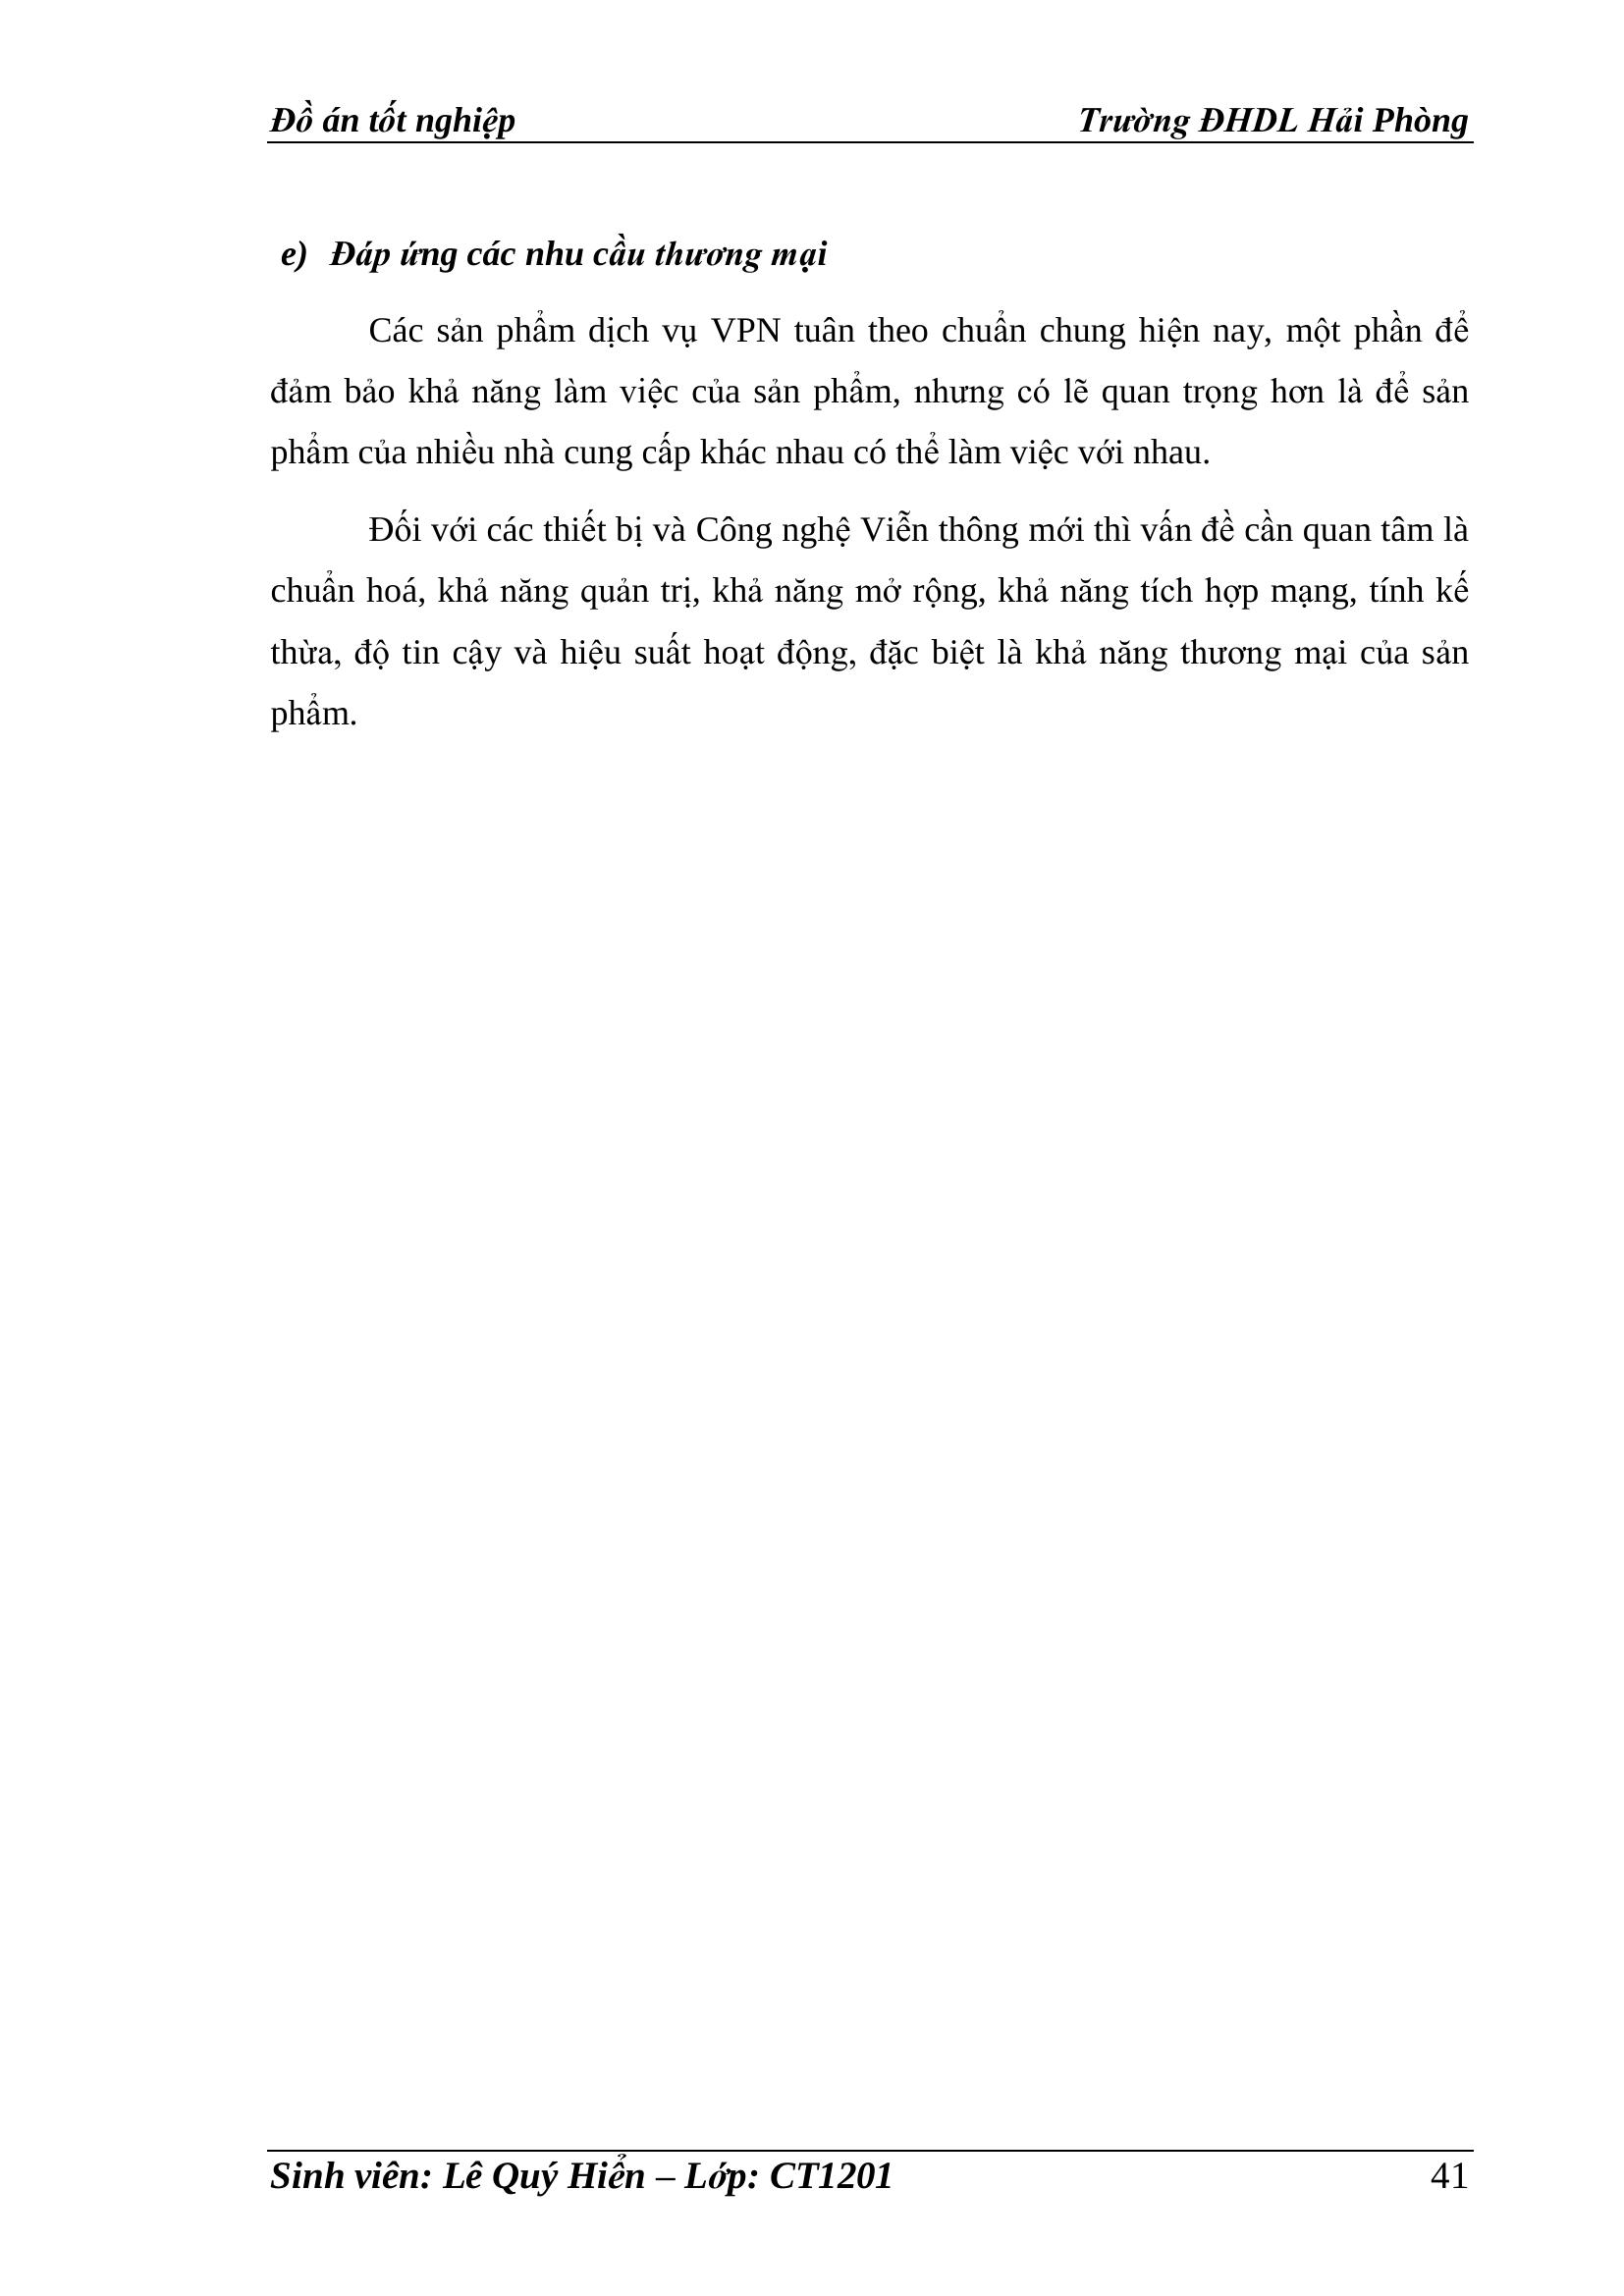 Đồ án tốt nghiệp Trường ĐHDL Hải Phòng
e) Đáp ứng các nhu cầu thương mại
Các sản phẩm dịch vụ VPN tuân theo chuẩn chung hiện nay, một phần để
đảm bảo khả năng làm việc của sản phẩm, nhưng có lẽ quan trọng hơn là để sản
phẩm của nhiều nhà cung cấp khác nhau có thể làm việc với nhau.
Đối với các thiết bị và Công nghệ Viễn thông mới thì vấn đề cần quan tâm là
chuẩn hoá, khả năng quản trị, khả năng mở rộng, khả năng tích hợp mạng, tính kế
thừa, độ tin cậy và hiệu suất hoạt động, đặc biệt là khả năng thương mại của sản
phẩm.
Sinh viên: Lê Quý Hiển – Lớp: CT1201 41